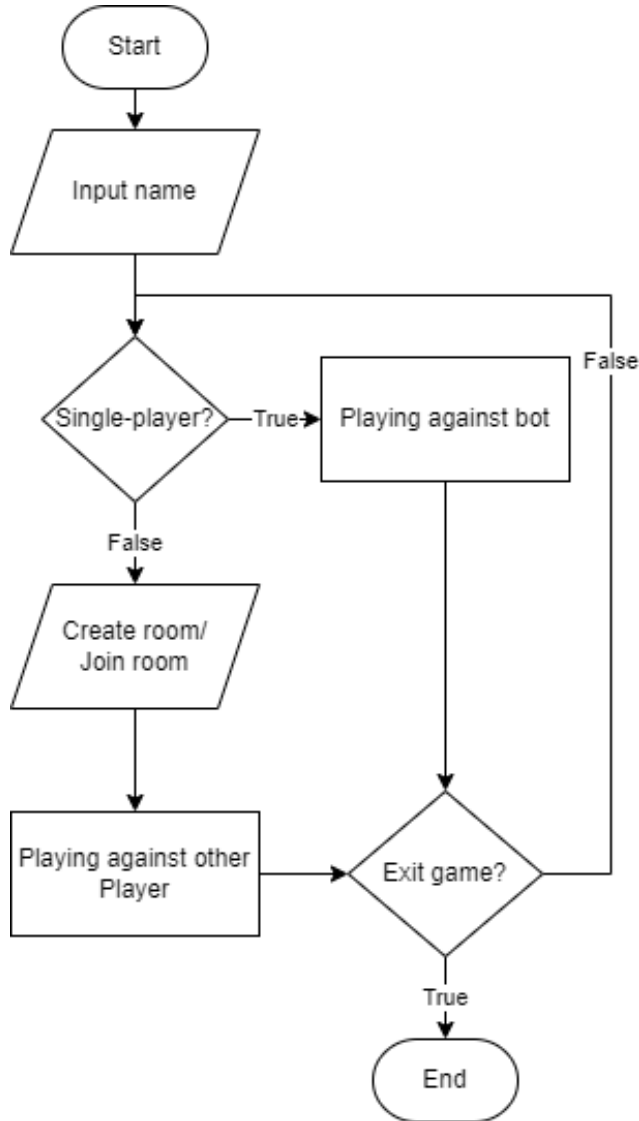 Start
Input name
False
Single-player?
True
Playing against bot
False
Create room/
Join room
Playing against other
Player
Exit game?
True
End